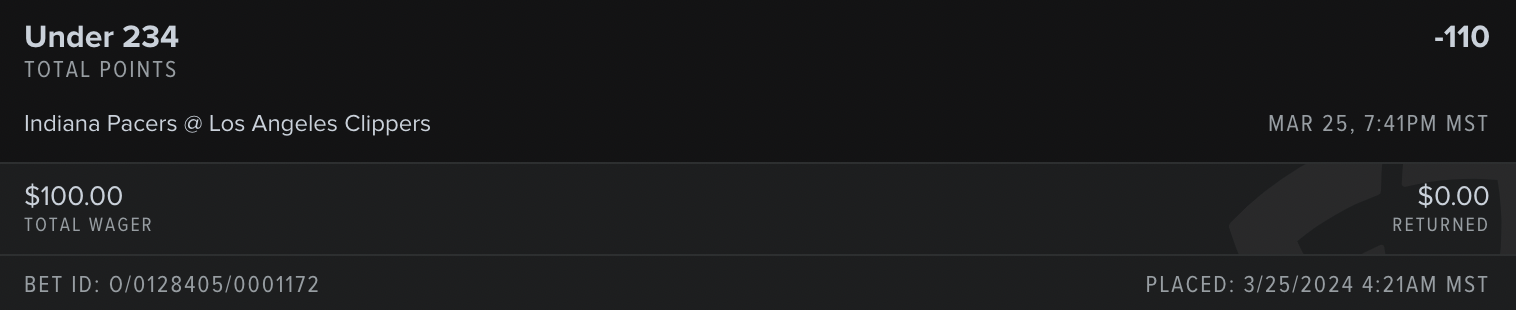 Under 234 -110
TOTAL POINTS
Indiana Pacers @ Los Angeles Clippers MAR 25, 7:41PM MST
$100.00 $0.00
TOTAL WAGER RETURNED
BET ID: O/0128405/0001172 PLACED: 3/25/2024 4:21AM MST